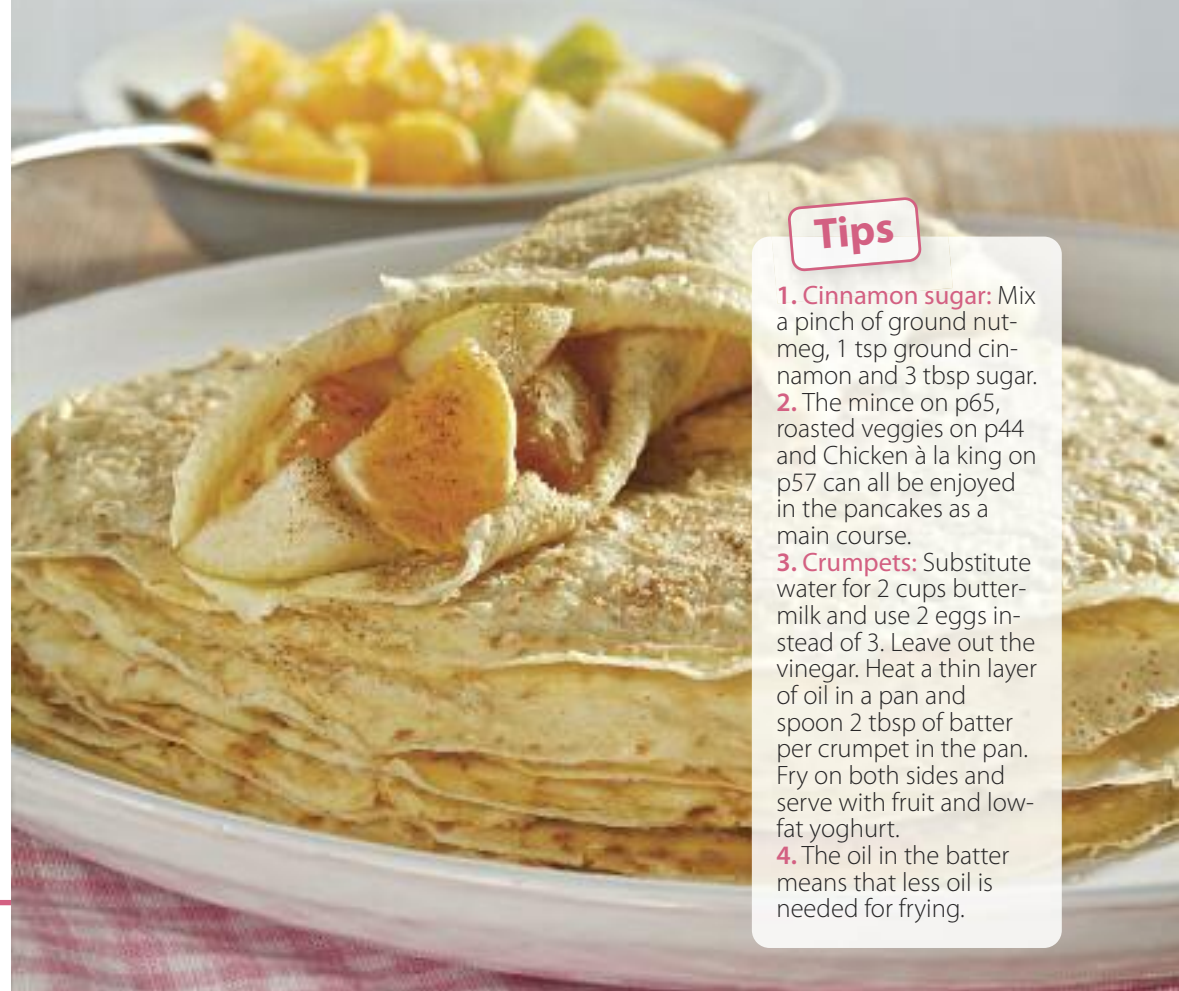 Tips
1. Cinnamon sugar: Mix
a pinch of ground nut-
meg, 1 tsp ground cin-
namon and 3 tbsp sugar.
2. The mince on p65,
roasted veggies on p44
and Chicken à la king on
p57 can all be enjoyed
in the pancakes as a
main course.
3. Crumpets: Substitute
water for 2 cups butter-
milk and use 2 eggs in-
stead of 3. Leave out the
vinegar. Heat a thin layer
of oil in a pan and
spoon 2 tbsp of batter
per crumpet in the pan.
Fry on both sides and
serve with fruit and low-
fat yoghurt.
4. The oil in the batter
means that less oil is
needed for frying.